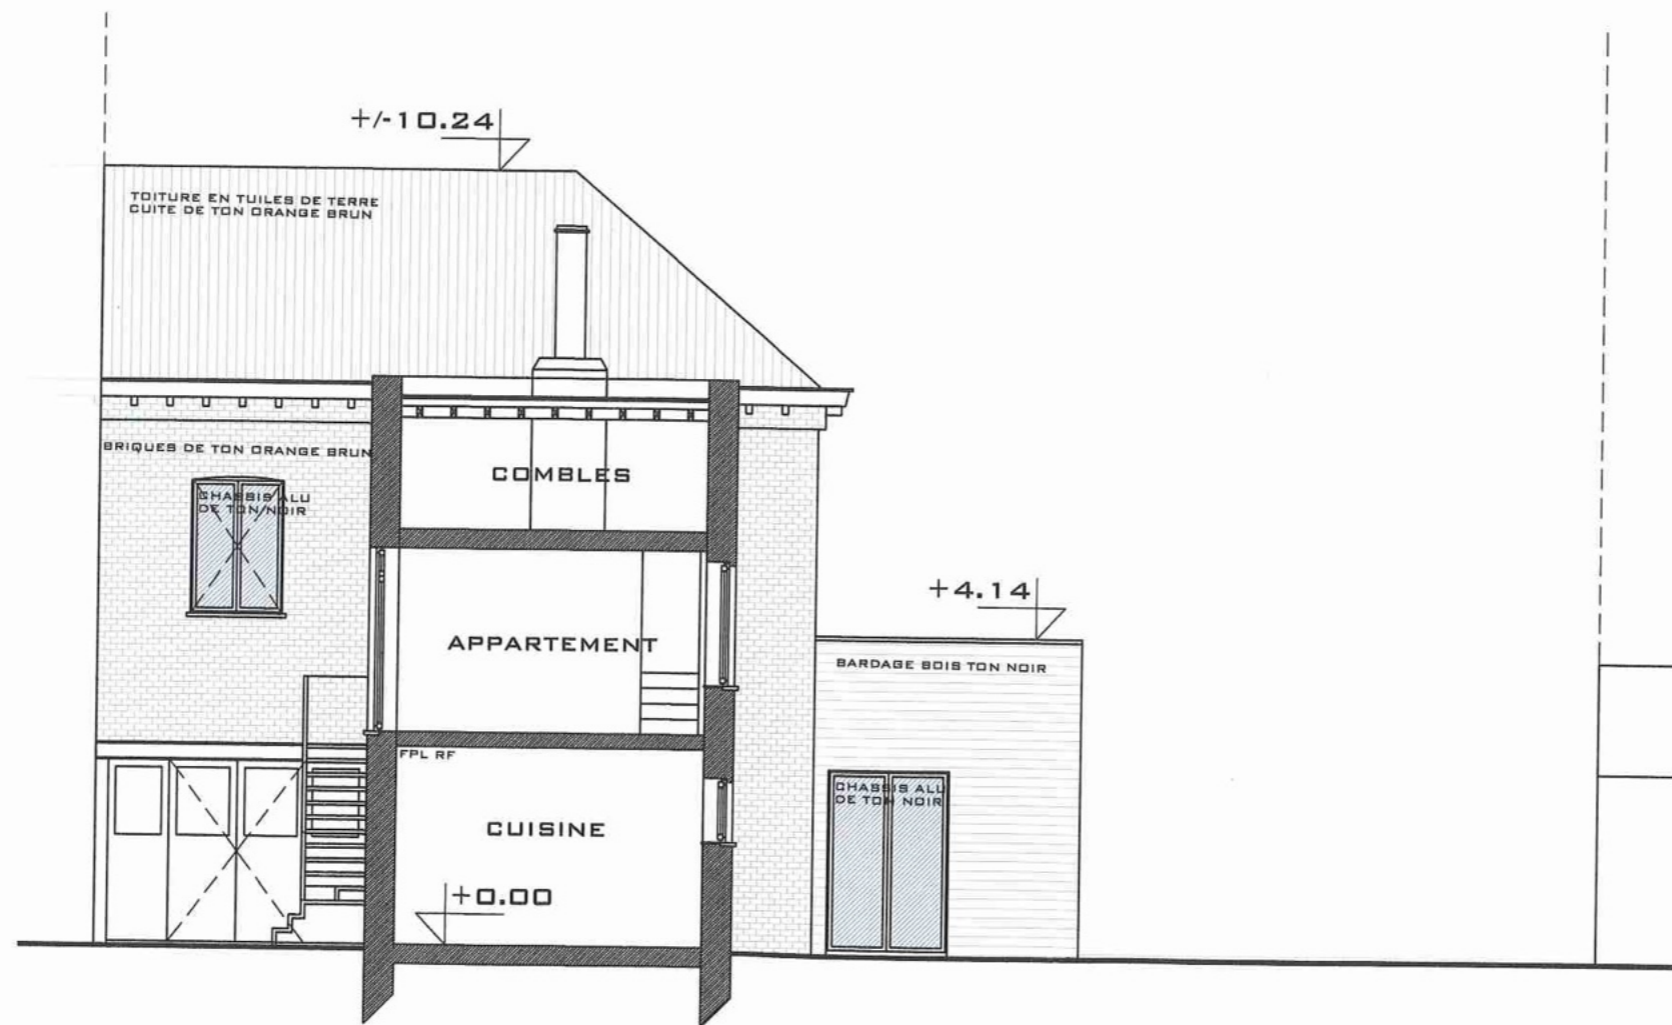 +/-10.24
TOITURE EN TUILES DE TERRE
CUITE DE TON ORANGE BRUN
BRIQUES DE TON ORANGE BRUN
COMBLES
CHASSIS ALU
DE TON NOIR
+4.14
APPARTEMENT
BARDAGE BOIS TON NOIR
FPL RF
CHASSIS ALU
DE TON NOIR
CUISINE
+0.00